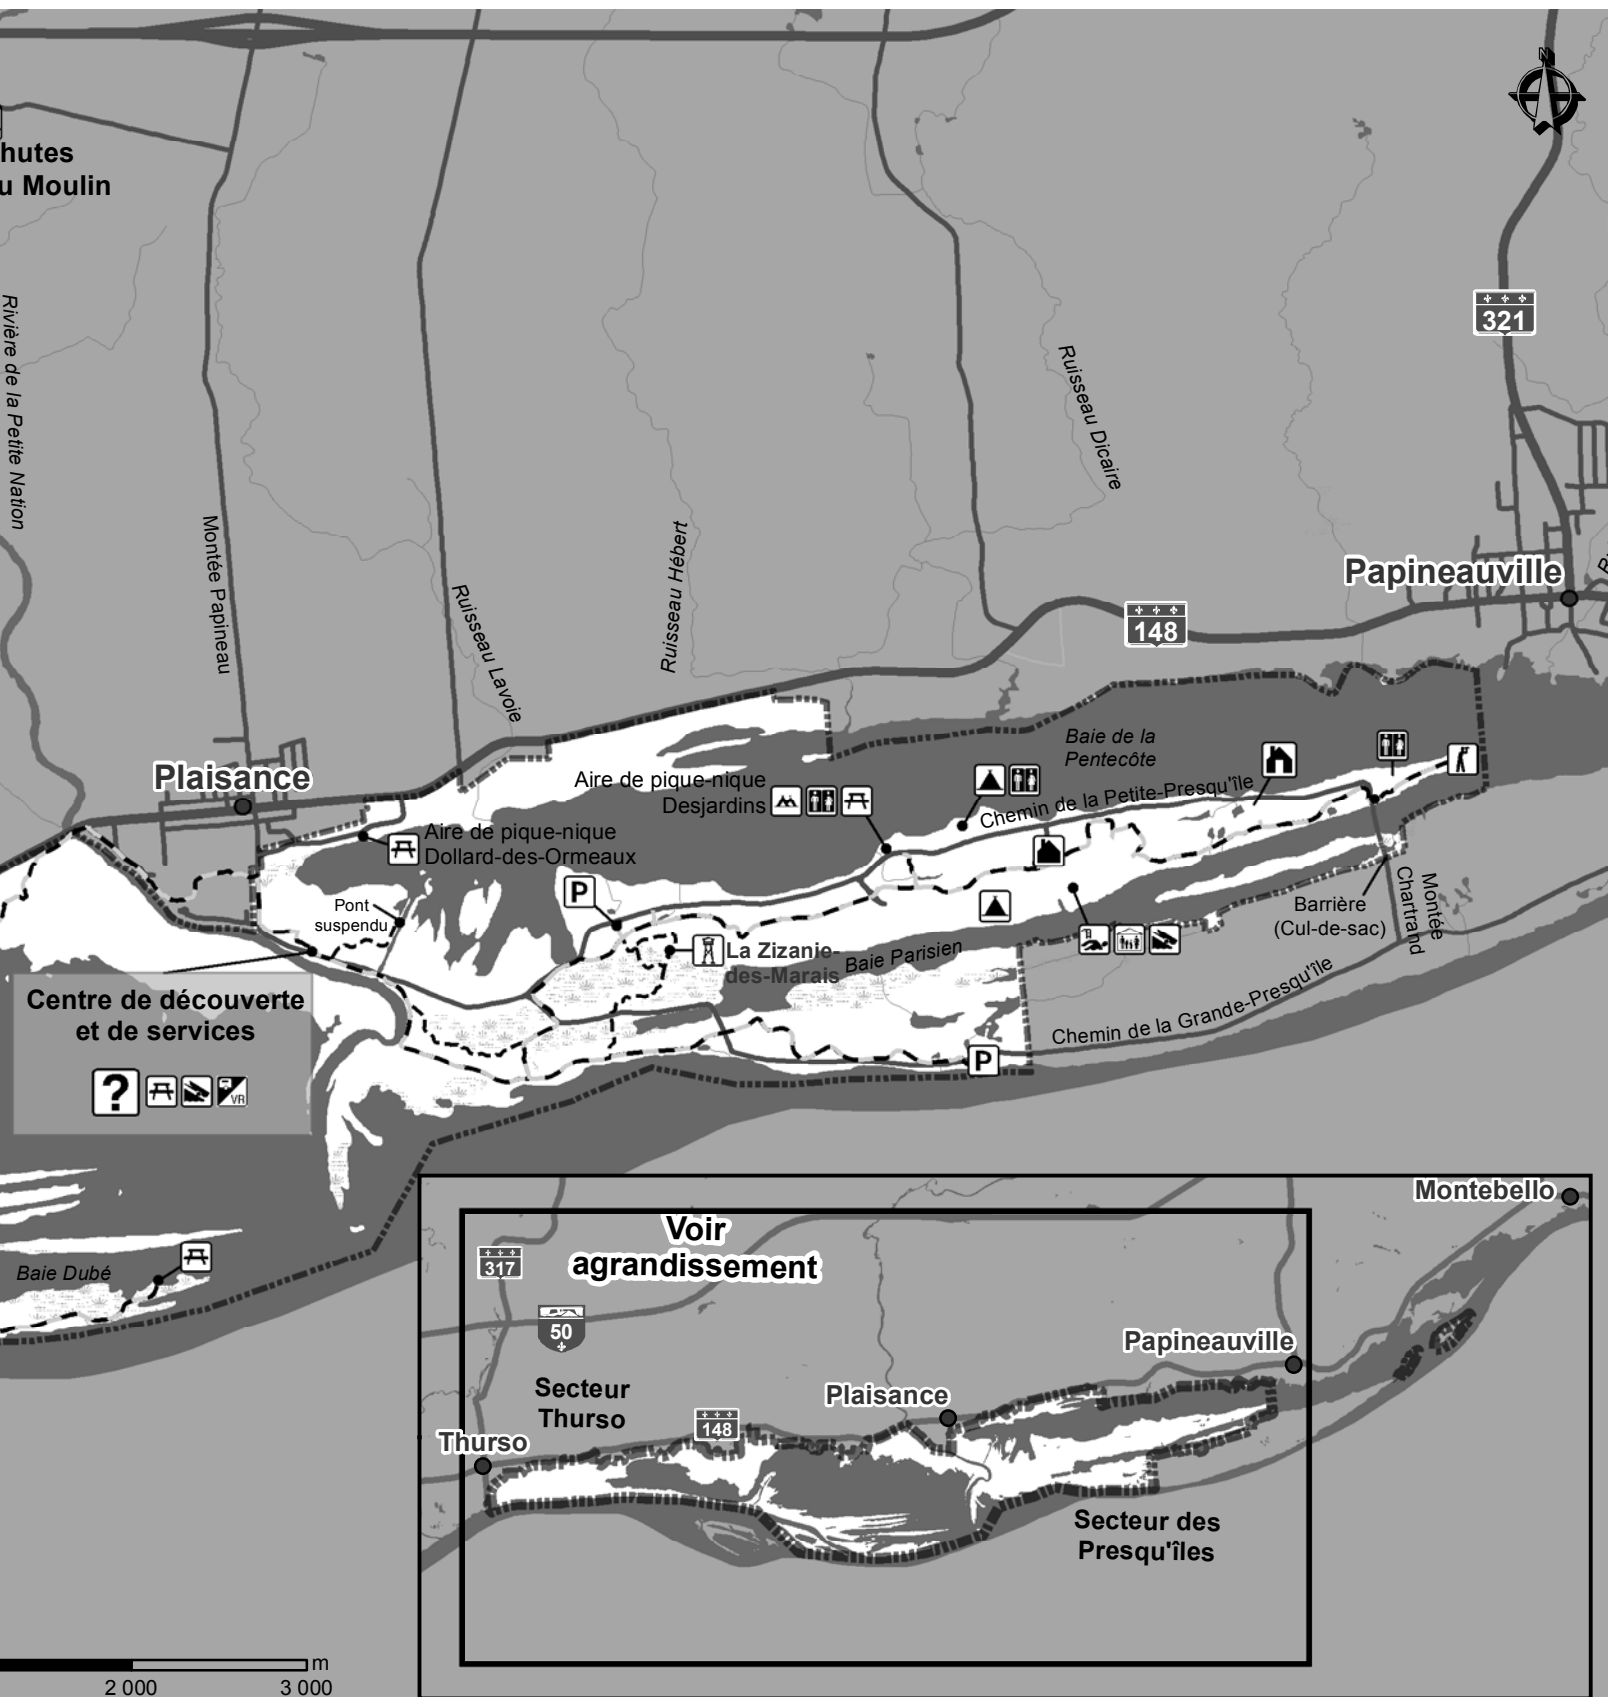 N
hutes
u Moulin
321
Rivière de la Petite Nation
Ruisseau Dicaire
Montée Papineau
Ruisseau Hébert
Ruisseau Lavoie
Papineauville
148
Baie de la
Pentecôte
Plaisance
Aire de pique-nique
Desjardins
Chemin de la Petite-Presqu'île
Aire de pique-nique
Dollard-des-Ormeaux
P
Pont
suspendu
Barrière
(Cul-de-sac)
Montée
Chartrand
La Zizanie-
des-Marais
Baie Parisien
Centre de découverte
et de services
?
VR
Chemin de la Grande-Presqu'île
P
Baie Dubé
Montebello
Voir
agrandissement
317
50
Papineauville
Secteur
Thurso
Plaisance
148
Thurso
Secteur des
Presqu'îles
m
2 000
3 000